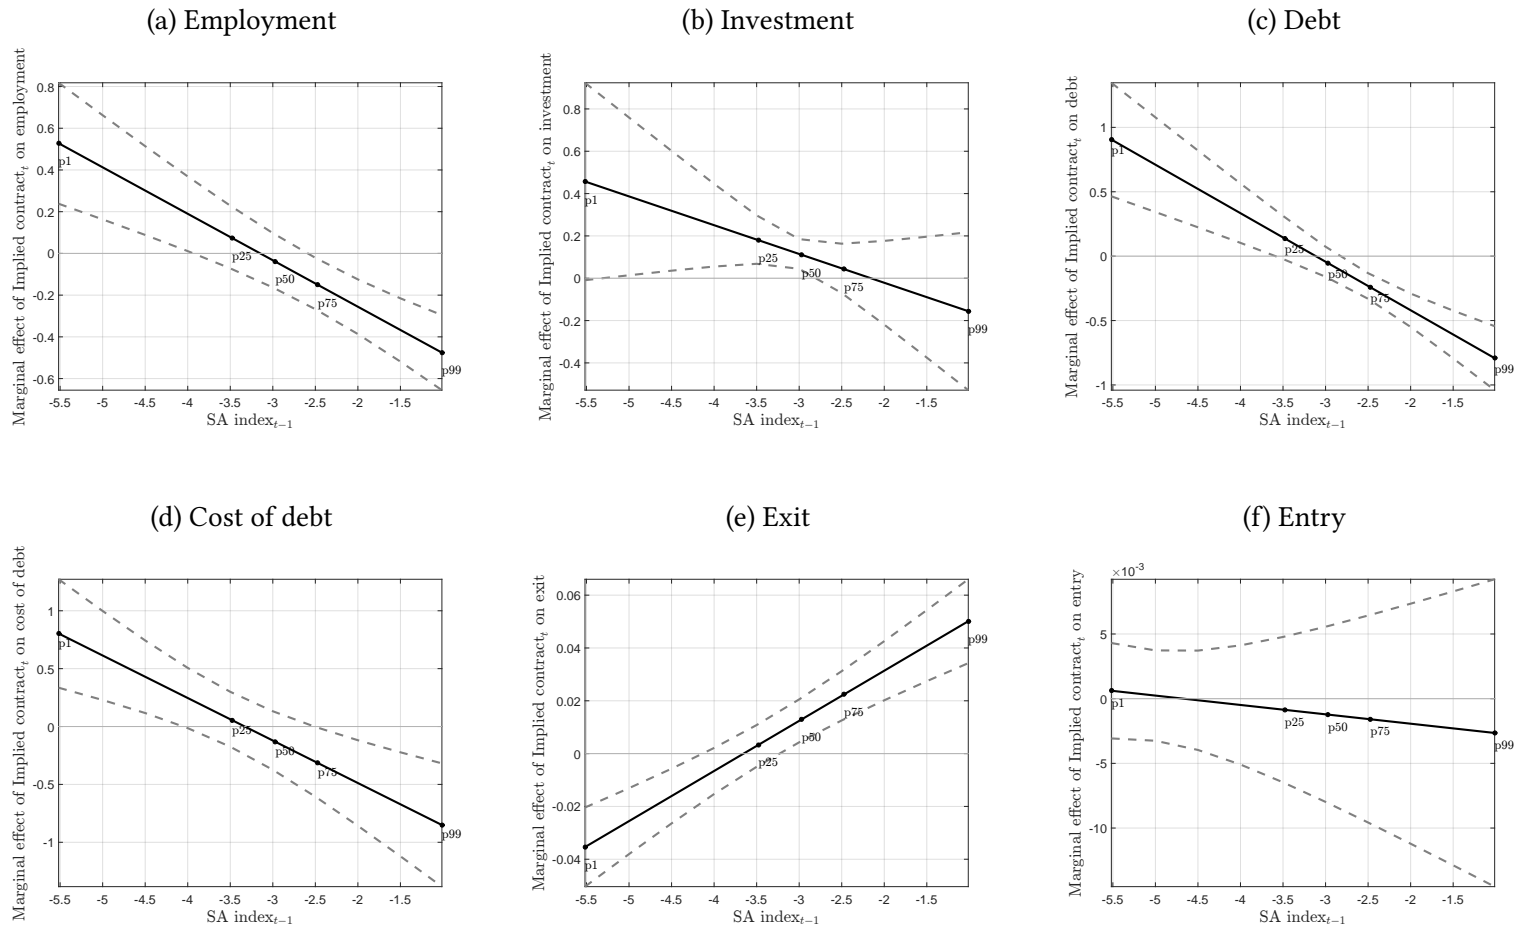 (a) Employment
Marginal effect of Implied contract_t on employment
0.8
0.6
0.4
0.2
0
-0.2
-0.4
-0.6
p1
p25
p50
p75
p99
-5.5 -5 -4.5 -4 -3.5 -3 -2.5 -2 -1.5
SA index_{t−1}
(b) Investment
Marginal effect of Implied contract_t on investment
0.8
0.6
0.4
0.2
0
-0.2
-0.4
p1
p25
p50
p75
p99
-5.5 -5 -4.5 -4 -3.5 -3 -2.5 -2 -1.5
SA index_{t−1}
(c) Debt
Marginal effect of Implied contract_t on debt
1
0.5
0
-0.5
-1
p1
p25
p50
p75
p99
-5.5 -5 -4.5 -4 -3.5 -3 -2.5 -2 -1.5
SA index_{t−1}
(d) Cost of debt
Marginal effect of Implied contract_t on cost of debt
1
0.5
0
-0.5
-1
p1
p25
p50
p75
p99
-5.5 -5 -4.5 -4 -3.5 -3 -2.5 -2 -1.5
SA index_{t−1}
(e) Exit
Marginal effect of Implied contract_t on exit
0.06
0.04
0.02
0
-0.02
-0.04
p1
p25
p50
p75
p99
-5.5 -5 -4.5 -4 -3.5 -3 -2.5 -2 -1.5
SA index_{t−1}
(f) Entry
Marginal effect of Implied contract_t on entry
×10^{-3}
5
0
-5
-10
p1
p25
p50
p75
p99
-5.5 -5 -4.5 -4 -3.5 -3 -2.5 -2 -1.5
SA index_{t−1}